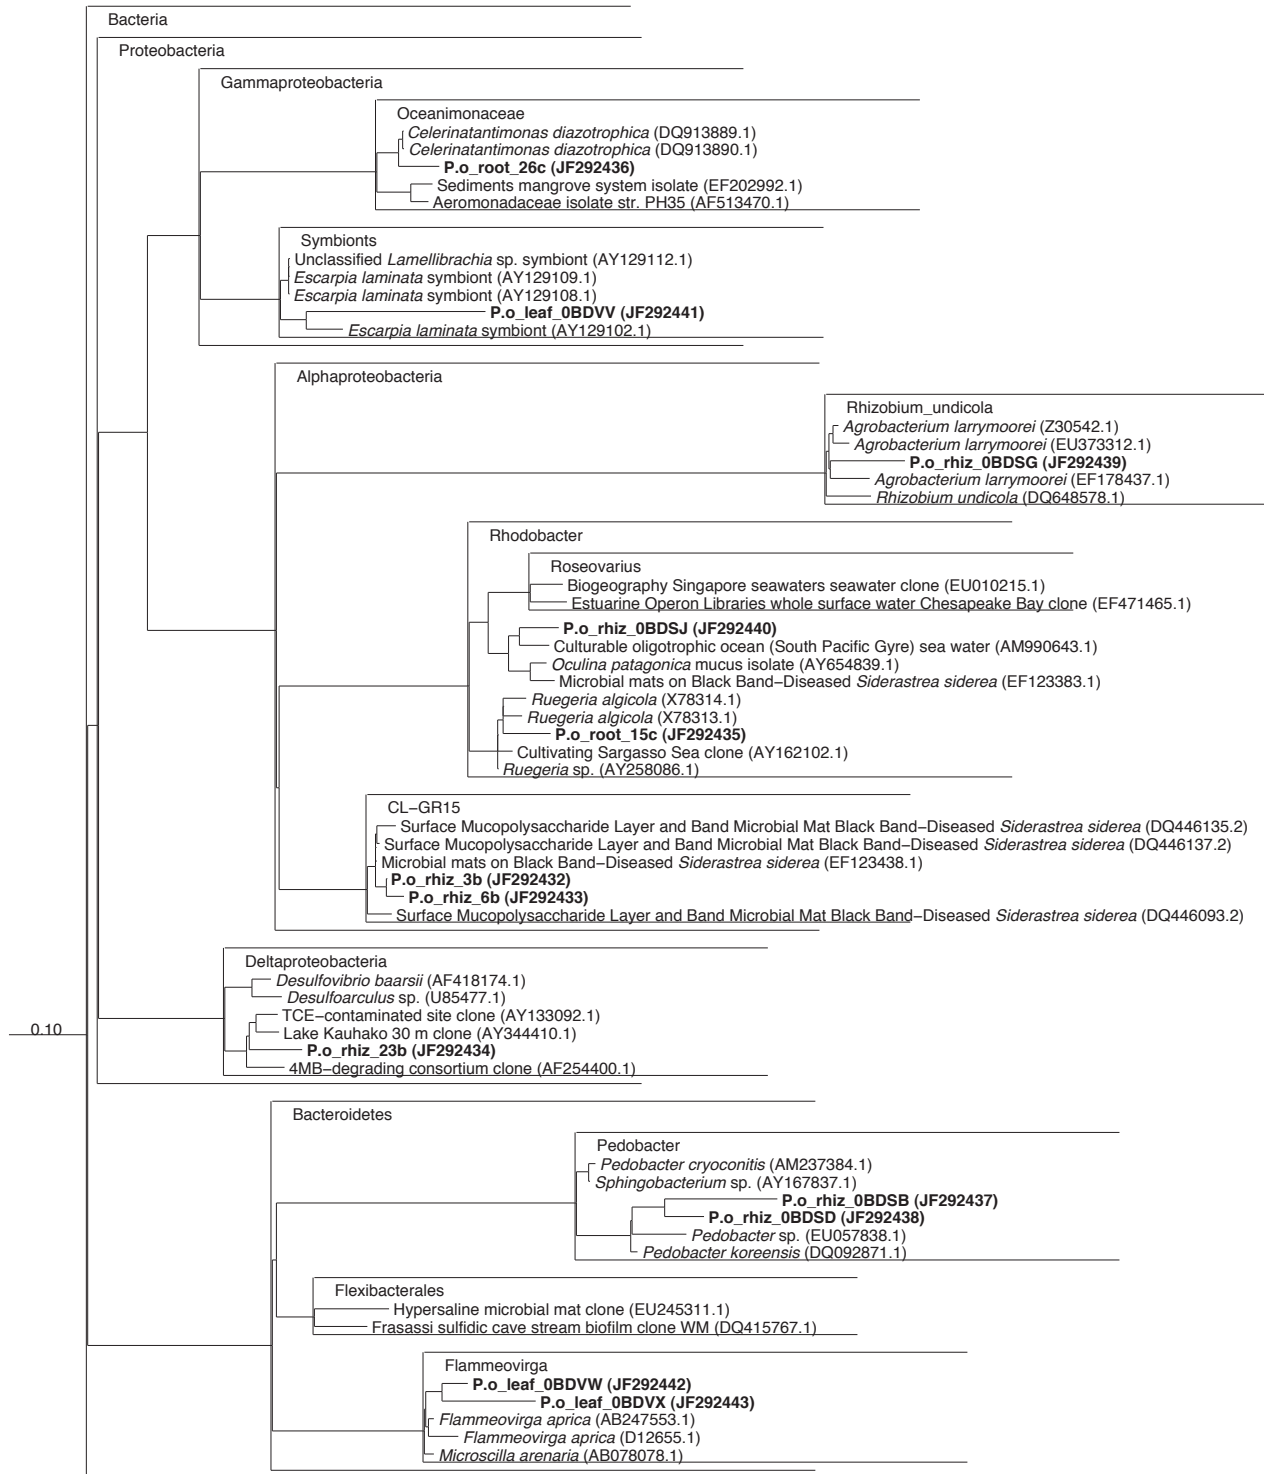 Bacteria
Proteobacteria
Gammaproteobacteria
Oceanimonaceae
Celerinatantimonas diazotrophica (DQ913889.1)
Celerinatantimonas diazotrophica (DQ913890.1)
P.o_root_26c (JF292436)
Sediments mangrove system isolate (EF202992.1)
Aeromonadaceae isolate str. PH35 (AF513470.1)
Symbionts
Unclassified Lamellibrachia sp. symbiont (AY129112.1)
Escarpia laminata symbiont (AY129109.1)
Escarpia laminata symbiont (AY129108.1)
P.o_leaf_0BDVV (JF292441)
Escarpia laminata symbiont (AY129102.1)
Alphaproteobacteria
Rhizobium_undicola
Agrobacterium larrymoorei (Z30542.1)
Agrobacterium larrymoorei (EU373312.1)
P.o_rhiz_0BDSG (JF292439)
Agrobacterium larrymoorei (EF178437.1)
Rhizobium undicola (DQ648578.1)
Rhodobacter
Roseovarius
Biogeography Singapore seawaters seawater clone (EU010215.1)
Estuarine Operon Libraries whole surface water Chesapeake Bay clone (EF471465.1)
P.o_rhiz_0BDSJ (JF292440)
Culturable oligotrophic ocean (South Pacific Gyre) sea water (AM990643.1)
Oculina patagonica mucus isolate (AY654839.1)
Microbial mats on Black Band−Diseased Siderastrea siderea (EF123383.1)
Ruegeria algicola (X78314.1)
Ruegeria algicola (X78313.1)
P.o_root_15c (JF292435)
Cultivating Sargasso Sea clone (AY162102.1)
Ruegeria sp. (AY258086.1)
CL−GR15
Surface Mucopolysaccharide Layer and Band Microbial Mat Black Band−Diseased Siderastrea siderea (DQ446135.2)
Surface Mucopolysaccharide Layer and Band Microbial Mat Black Band−Diseased Siderastrea siderea (DQ446137.2)
Microbial mats on Black Band−Diseased Siderastrea siderea (EF123438.1)
P.o_rhiz_3b (JF292432)
P.o_rhiz_6b (JF292433)
Surface Mucopolysaccharide Layer and Band Microbial Mat Black Band−Diseased Siderastrea siderea (DQ446093.2)
Deltaproteobacteria
Desulfovibrio baarsii (AF418174.1)
Desulfoarculus sp. (U85477.1)
TCE−contaminated site clone (AY133092.1)
Lake Kauhako 30 m clone (AY344410.1)
0.10
P.o_rhiz_23b (JF292434)
4MB−degrading consortium clone (AF254400.1)
Bacteroidetes
Pedobacter
Pedobacter cryoconitis (AM237384.1)
Sphingobacterium sp. (AY167837.1)
P.o_rhiz_0BDSB (JF292437)
P.o_rhiz_0BDSD (JF292438)
Pedobacter sp. (EU057838.1)
Pedobacter koreensis (DQ092871.1)
Flexibacterales
Hypersaline microbial mat clone (EU245311.1)
Frasassi sulfidic cave stream biofilm clone WM (DQ415767.1)
Flammeovirga
P.o_leaf_0BDVW (JF292442)
P.o_leaf_0BDVX (JF292443)
Flammeovirga aprica (AB247553.1)
Flammeovirga aprica (D12655.1)
Microscilla arenaria (AB078078.1)